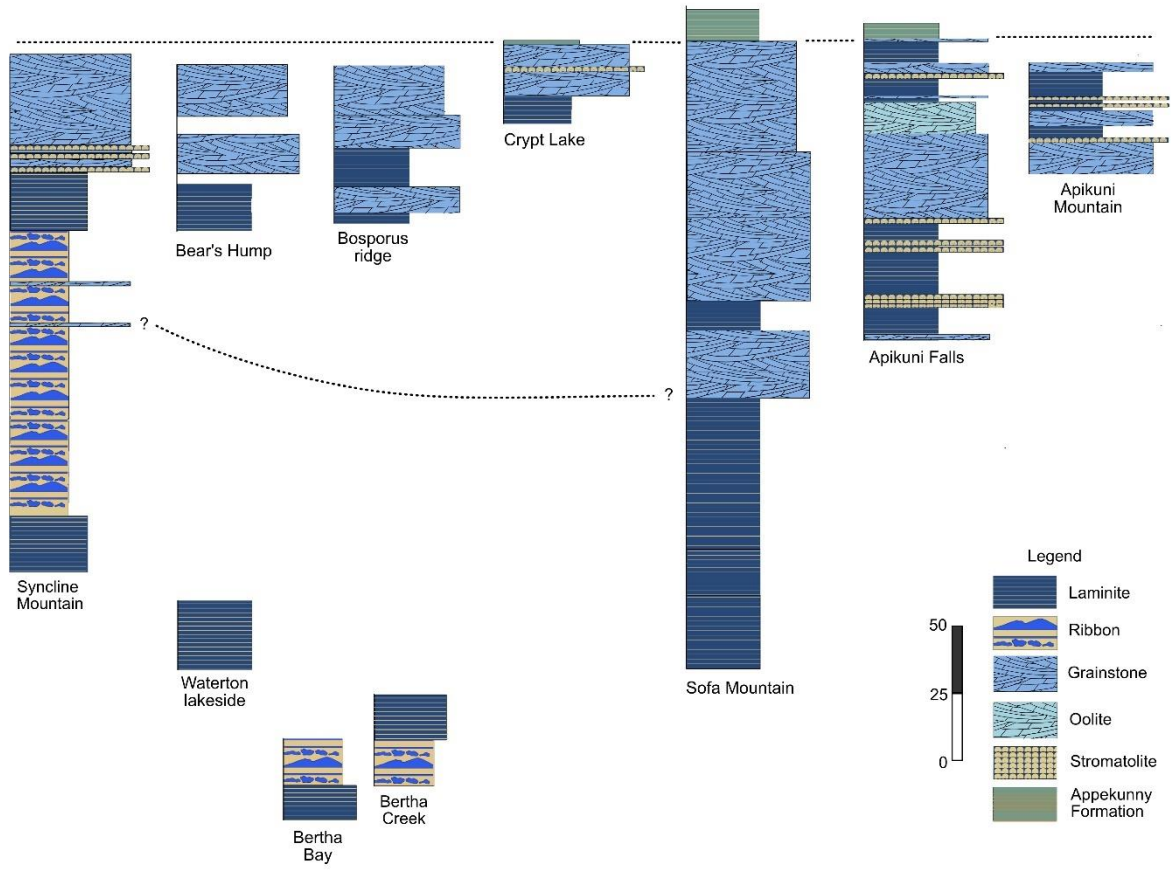 Crypt Lake
Bear's Hump
Bosporus
ridge
Apikuni
Mountain
?
Apikuni Falls
?
Syncline
Mountain
Waterton
lakeside
Sofa Mountain
Bertha
Creek
Bertha
Bay
50
25
0
Legend
Laminite
Ribbon
Grainstone
Oolite
Stromatolite
Appekunny
Formation